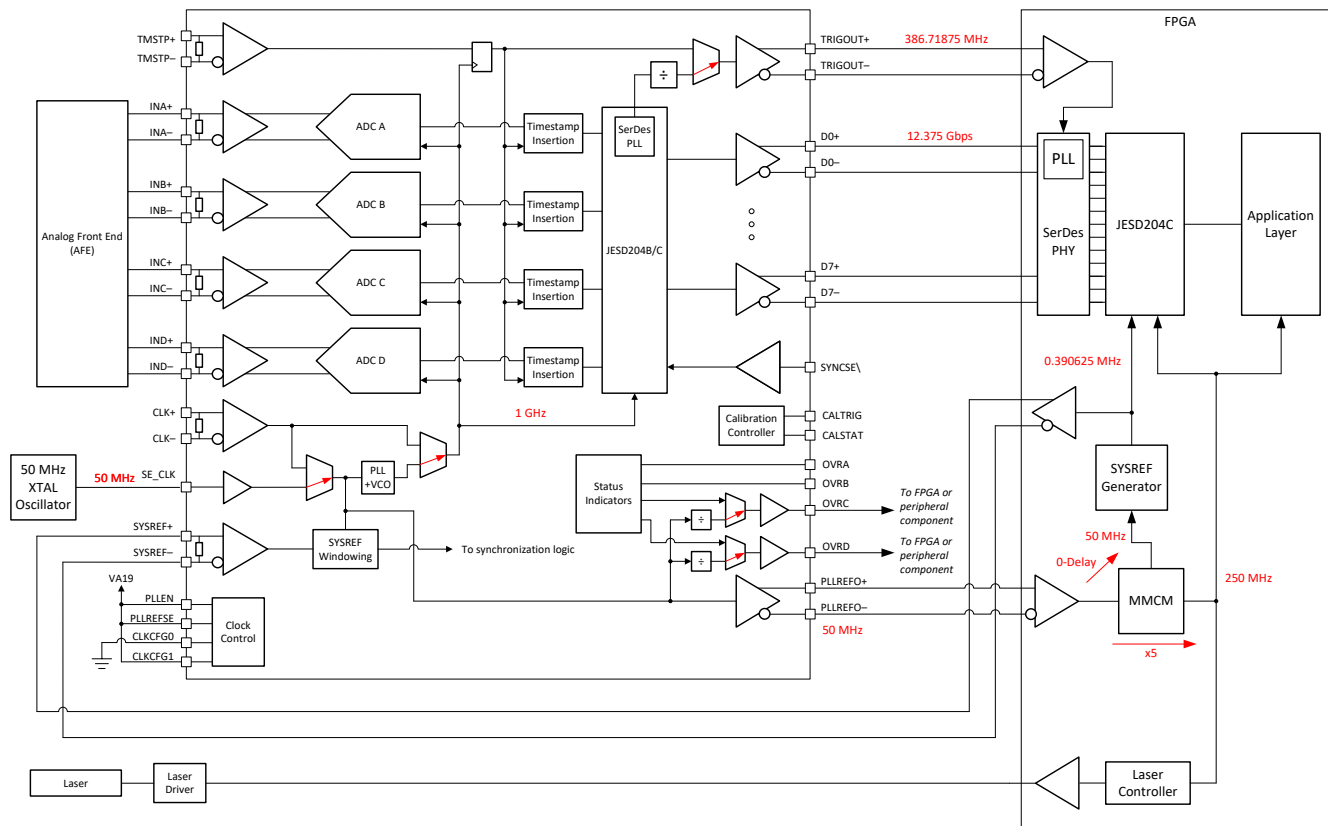 FPGA
TMSTP+
TMSTP–
TRIGOUT+
TRIGOUT–
386.71875 MHz
÷
INA+
INA–
ADC A
Timestamp
Insertion
SerDes
PLL
D0+
D0–
12.375 Gbps
PLL
SerDes
PHY
JESD204C
Application
Layer
INB+
INB–
ADC B
Timestamp
Insertion
Analog Front End
(AFE)
JESD204B/C
INC+
INC–
ADC C
Timestamp
Insertion
D7+
D7–
IND+
IND–
ADC D
Timestamp
Insertion
SYNCSE\
0.390625 MHz
CLK+
CLK–
1 GHz
Calibration
Controller
CALTRIG
CALSTAT
50 MHz
XTAL
Oscillator
50 MHz
SE_CLK
PLL
+VCO
Status
Indicators
OVRA
OVRB
OVRC
÷
To FPGA or
peripheral
component
SYSREF
Generator
SYSREF+
SYSREF–
SYSREF
Windowing
To synchronization logic
OVRD
÷
To FPGA or
peripheral
component
50 MHz
0-Delay
VA19
PLLEN
PLLREFSE
CLKCFG0
CLKCFG1
Clock
Control
PLLREFO+
PLLREFO–
50 MHz
MMCM
250 MHz
x5
Laser
Laser
Driver
Laser
Controller